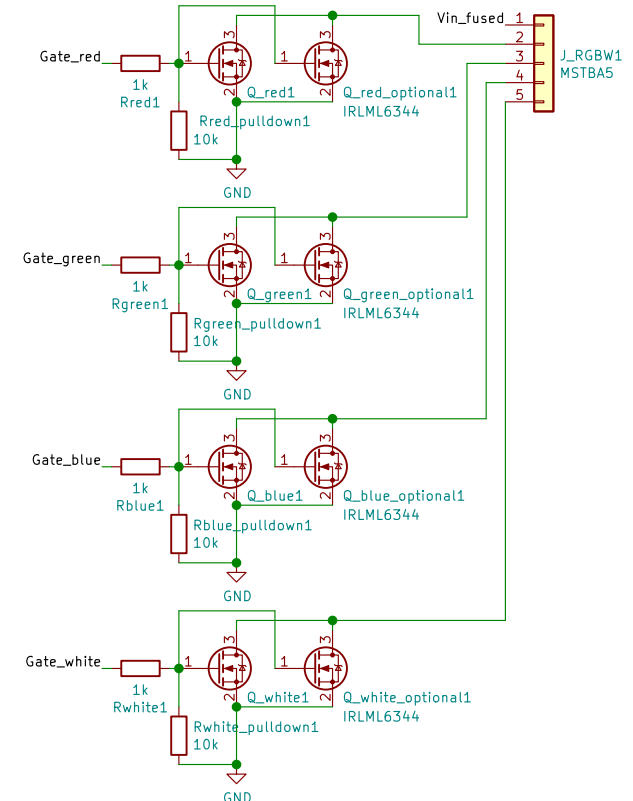 Vin_fused 1
2
3
4
5
J_RGBW1
MSTBA5
Gate_red
1k
Rred1
1
3
2
Q_red1
1
3
2
Q_red_optional1
IRLML6344
Rred_pulldown1
10k
GND
Gate_green
1k
Rgreen1
1
3
2
Q_green1
1
3
2
Q_green_optional1
IRLML6344
Rgreen_pulldown1
10k
GND
Gate_blue
1k
Rblue1
1
3
2
Q_blue1
1
3
2
Q_blue_optional1
IRLML6344
Rblue_pulldown1
10k
GND
Gate_white
1k
Rwhite1
1
3
2
Q_white1
1
3
2
Q_white_optional1
IRLML6344
Rwhite_pulldown1
10k
GND